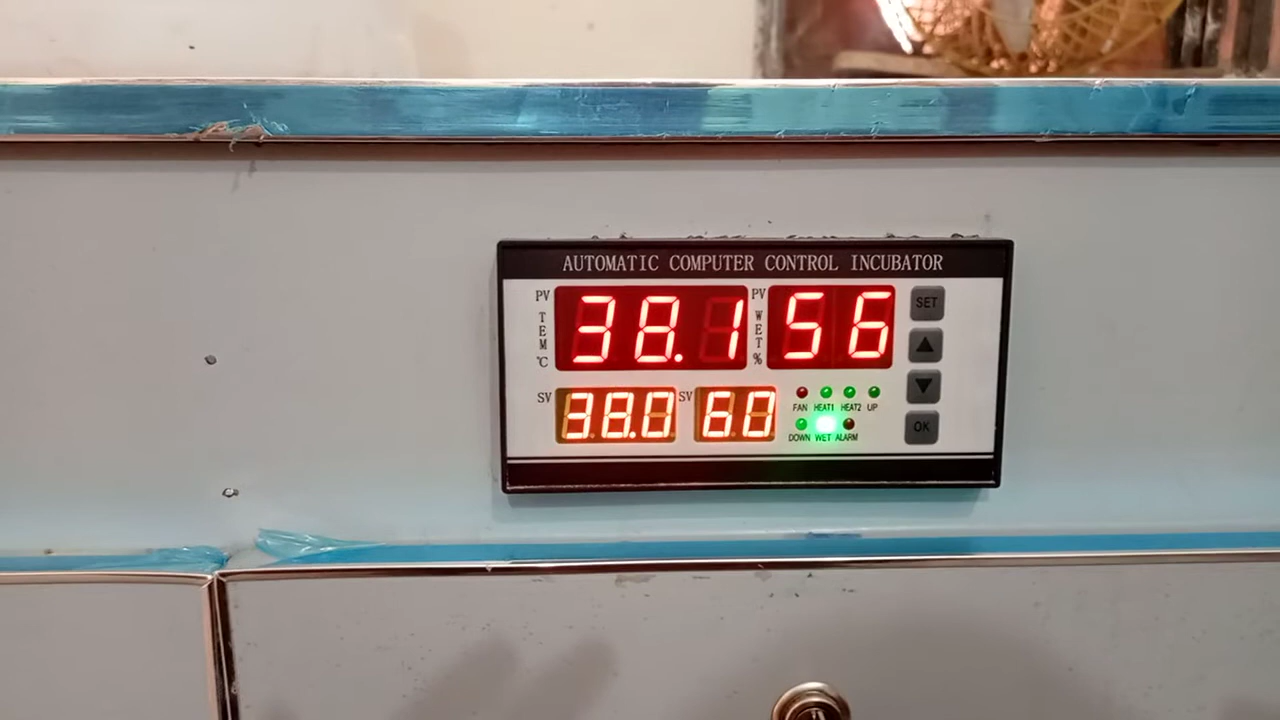 AUTOMATIC COMPUTER CONTROL INCUBATOR
PV TEM °C 38.1 PV WET % 56 SET
▲
SV 38.0 SV 60 ▼
FAN HEAT1 HEAT2 UP
OK
DOWN WET ALARM